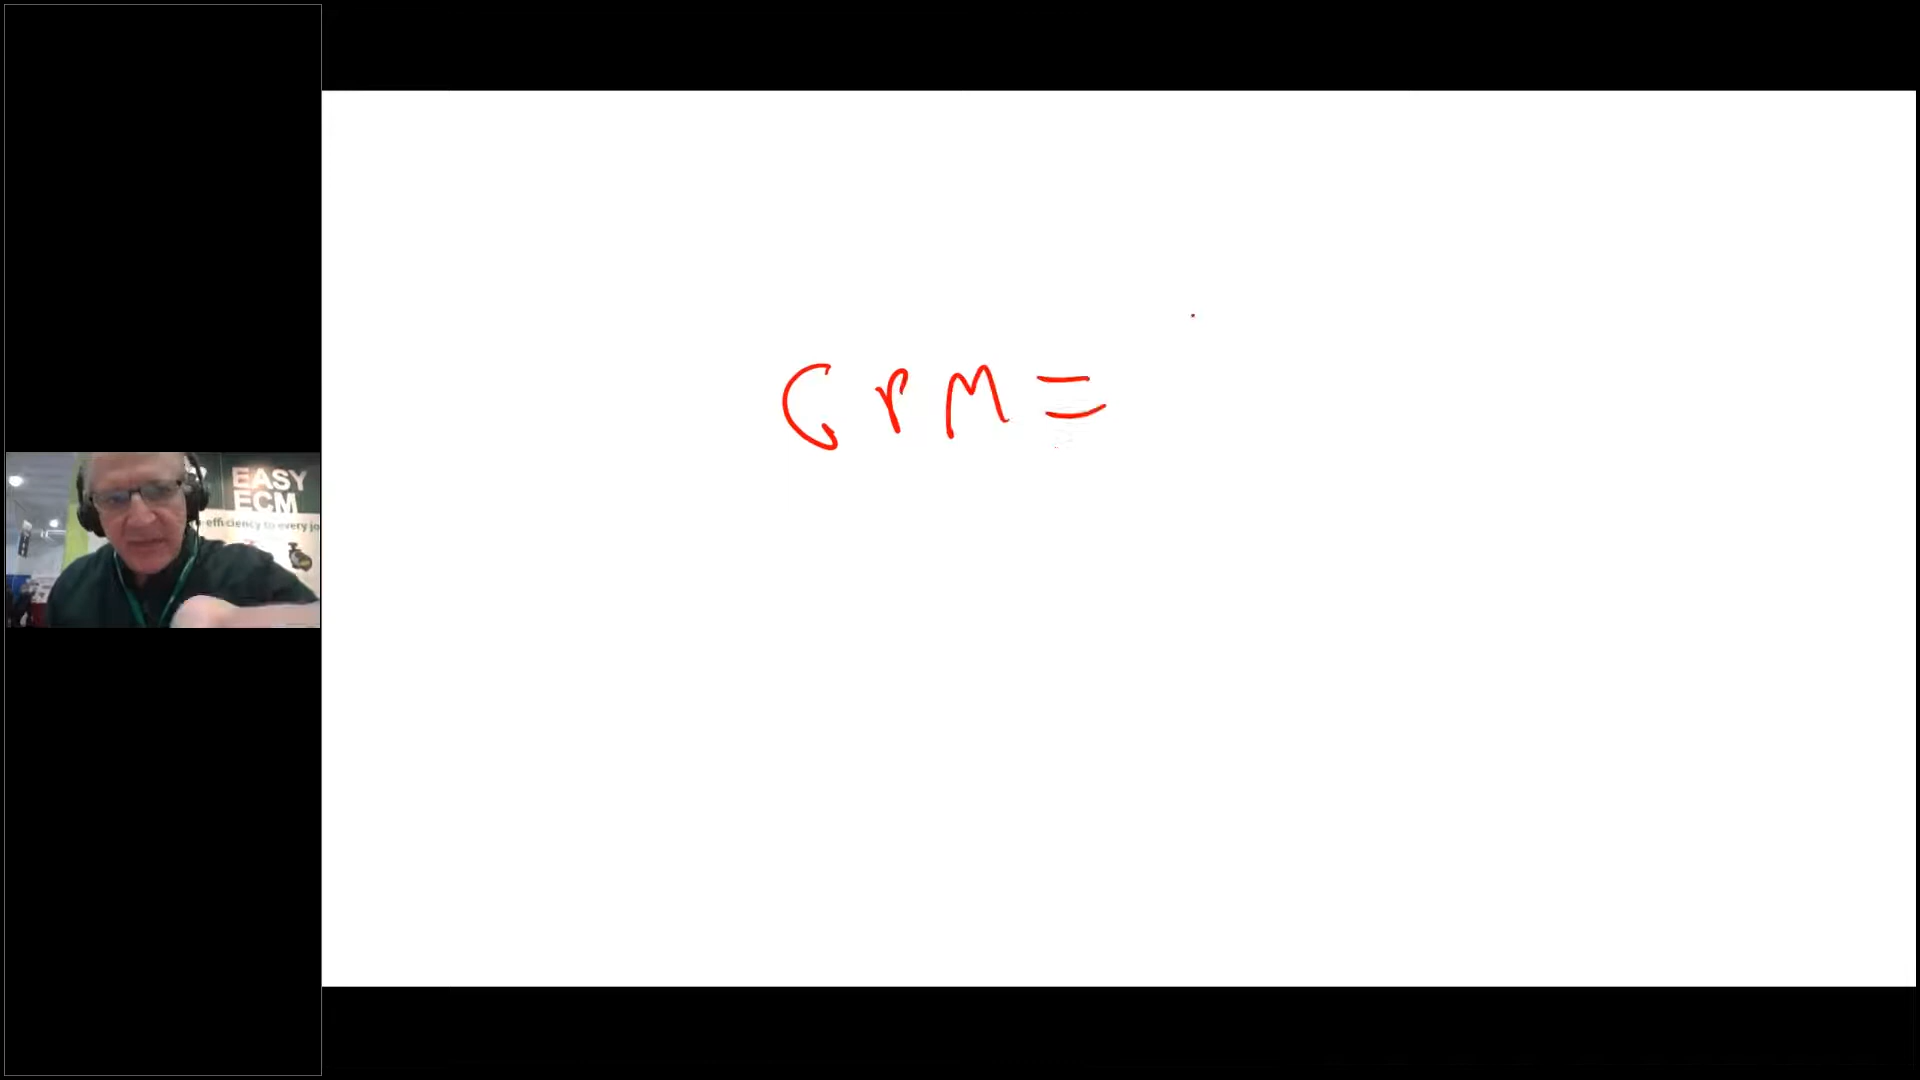 GPM =
EASY
ECM
efficiency to every jo